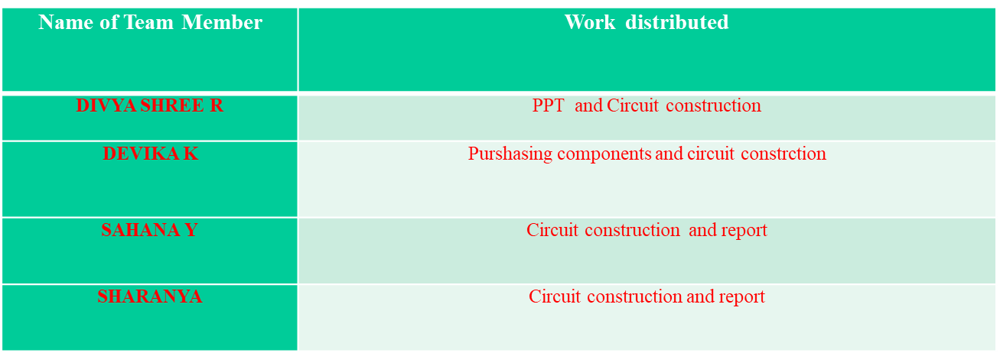 Name of Team Member Work distributed
DIVYA SHREE R PPT and Circuit construction
DEVIKA K Purshasing components and circuit constrction
SAHANA Y Circuit construction and report
SHARANYA Circuit construction and report